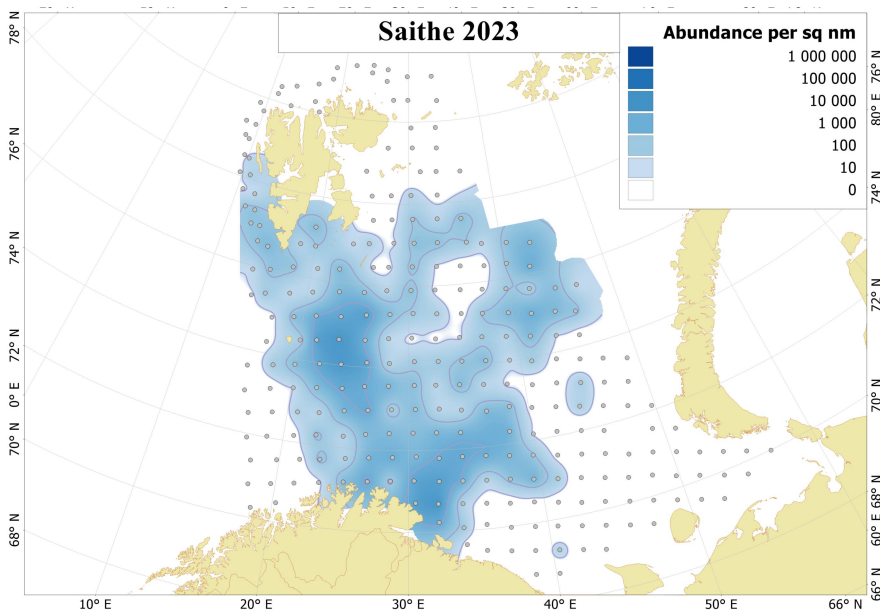 Saithe 2023
Abundance per sq nm
1 000 000
100 000
10 000
1 000
100
10
0
78° N
76° N
74° N
72° N
0° E
70° N
68° N
76° N
80° E
74° N
72° N
70° N
68° N
60° E
66° N
10° E
20° E
30° E
40° E
50° E
66° N